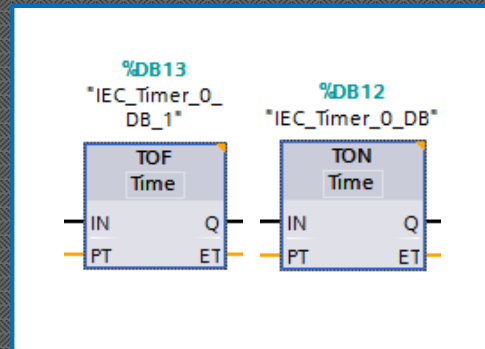 %DB13
"IEC_Timer_0_
DB_1"
TOF
Time
IN Q
PT ET
%DB12
"IEC_Timer_0_DB"
TON
Time
IN Q
PT ET